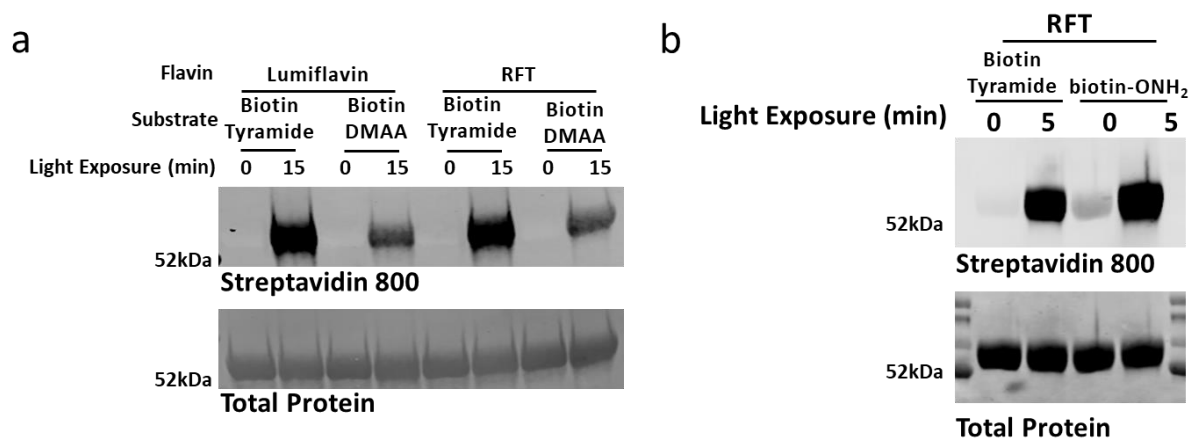 a
Flavin Lumiflavin RFT
Substrate Biotin Tyramide Biotin DMAA Biotin Tyramide Biotin DMAA
Light Exposure (min) 0 15 0 15 0 15 0 15
52kDa
Streptavidin 800
52kDa
Total Protein
b
RFT
Biotin Tyramide biotin-ONH₂
Light Exposure (min) 0 5 0 5
52kDa
Streptavidin 800
52kDa
Total Protein